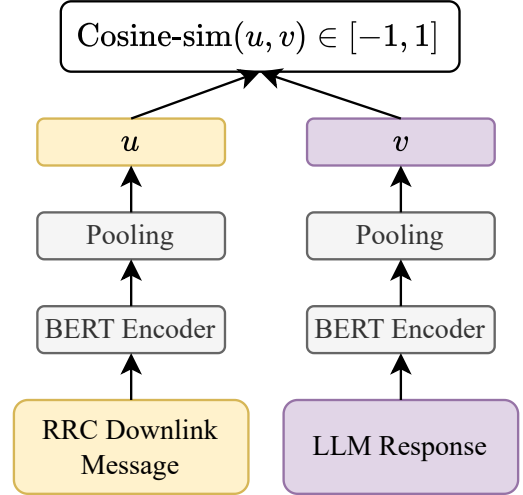 Cosine-sim(u, v) ∈ [−1, 1]
u
v
Pooling
Pooling
BERT Encoder
BERT Encoder
RRC Downlink
Message
LLM Response